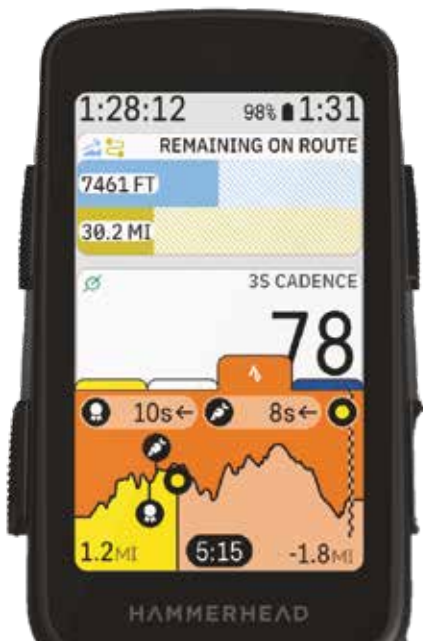 1:28:12 98% 1:31
REMAINING ON ROUTE
7461 FT
30.2 MI
3S CADENCE
78
10s← 8s←
1.2MI 5:15 -1.8MI
HAMMERHEAD